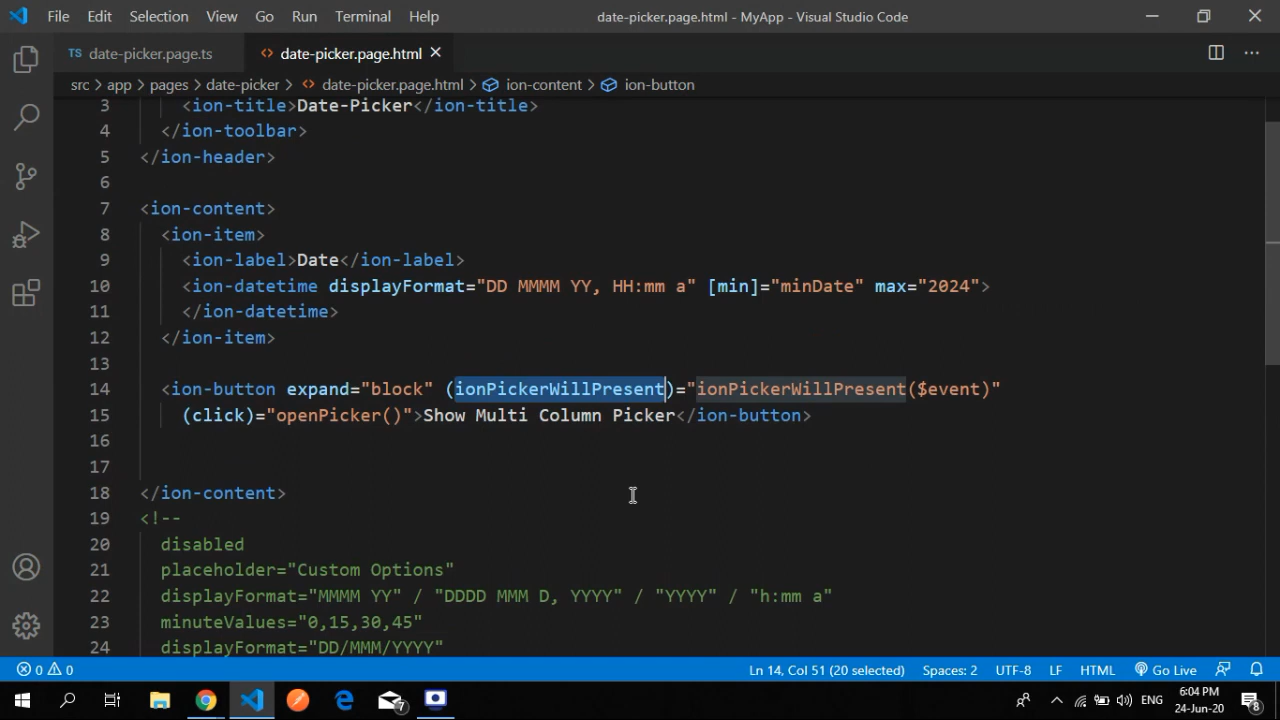 File Edit Selection View Go Run Terminal Help date-picker.page.html - MyApp - Visual Studio Code
TS date-picker.page.ts <> date-picker.page.html
src > app > pages > date-picker > <> date-picker.page.html > ion-content > ion-button
3 <ion-title>Date-Picker</ion-title>
4 </ion-toolbar>
5 </ion-header>
6
7 <ion-content>
8 <ion-item>
9 <ion-label>Date</ion-label>
10 <ion-datetime displayFormat="DD MMMM YY, HH:mm a" [min]="minDate" max="2024">
11 </ion-datetime>
12 </ion-item>
13
14 <ion-button expand="block" (ionPickerWillPresent)="ionPickerWillPresent($event)"
15 (click)="openPicker()">Show Multi Column Picker</ion-button>
16
17
18 </ion-content>
19 <!--
20 disabled
21 placeholder="Custom Options"
22 displayFormat="MMMM YY" / "DDDD MMM D, YYYY" / "YYYY" / "h:mm a"
23 minuteValues="0,15,30,45"
24 displayFormat="DD/MMM/YYYY"
0 0 Ln 14, Col 51 (20 selected) Spaces: 2 UTF-8 LF HTML Go Live
7 ENG 6:04 PM
24-Jun-20 8